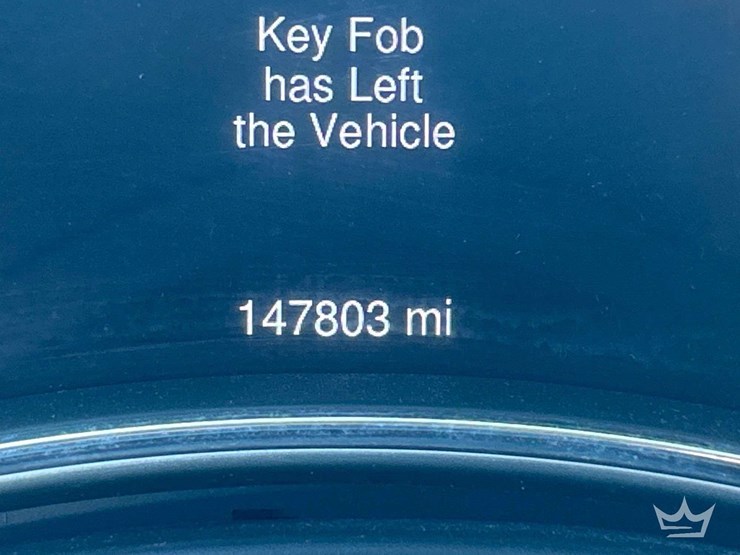 Key Fob
has Left
the Vehicle
147803 mi